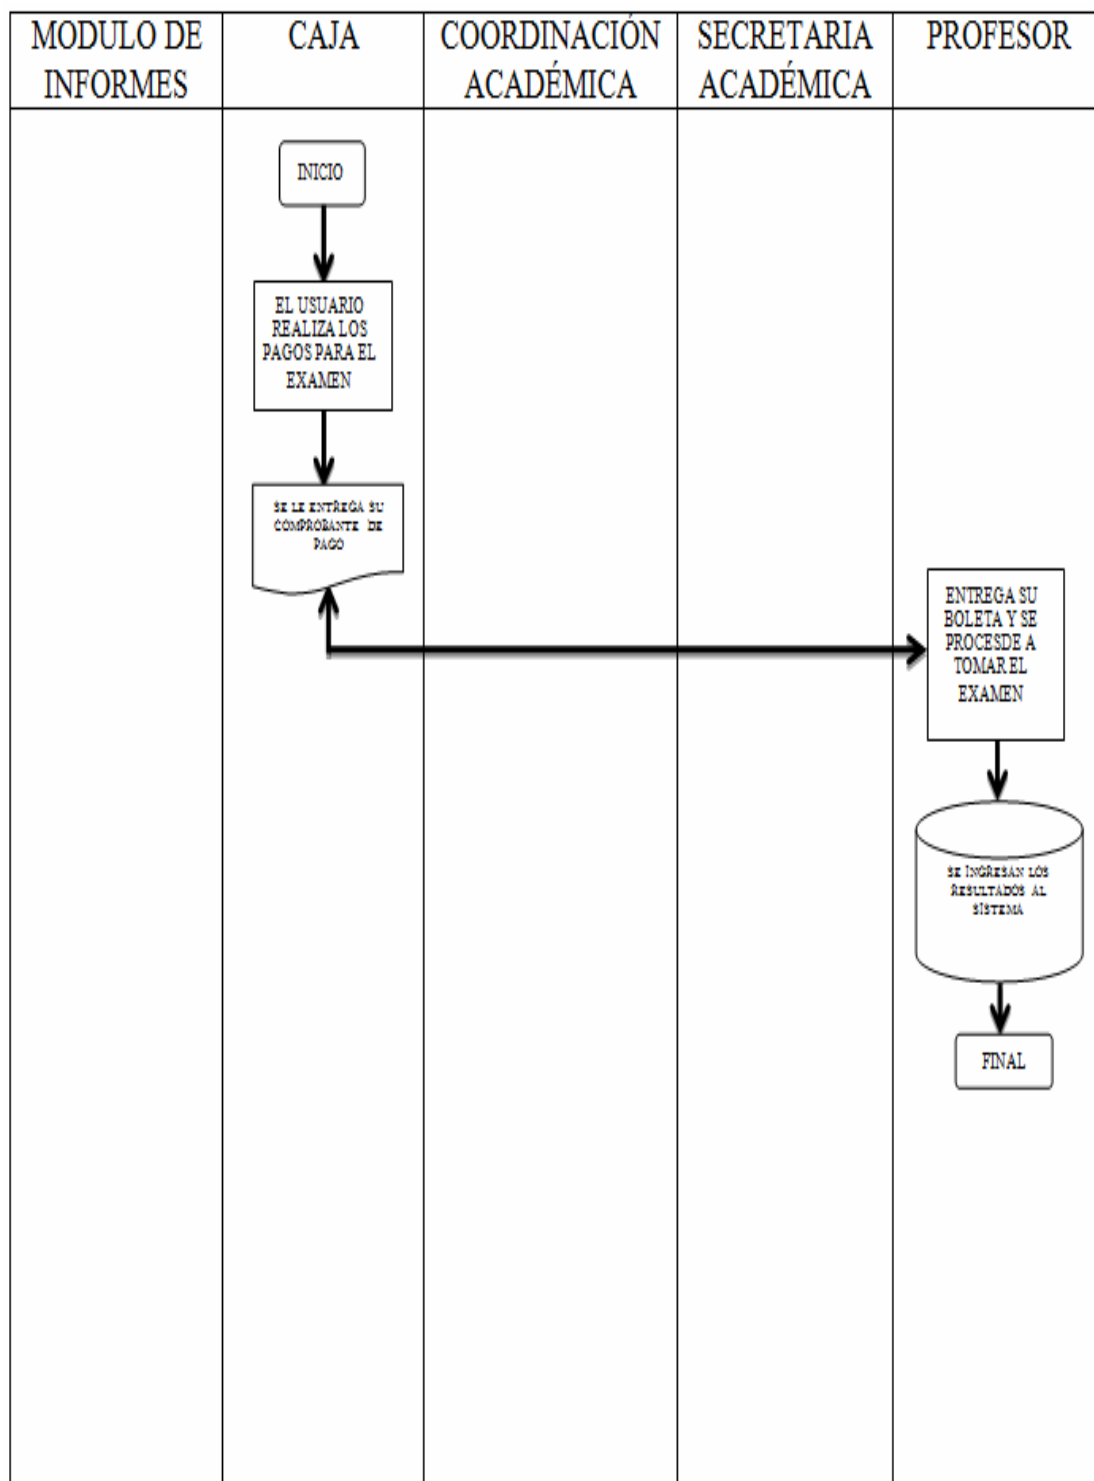 MODULO DE
INFORMES
CAJA
COORDINACIÓN
ACADÉMICA
SECRETARIA
ACADÉMICA
PROFESOR
INICIO
EL USUARIO
REALIZA LOS
PAGOS PARA EL
EXAMEN
SE LE ENTREGA SU
COMPROBANTE DE
PAGO
ENTREGA SU
BOLETA Y SE
PROCESDE A
TOMAR EL
EXAMEN
SE INGRESAN LOS
RESULTADOS AL
SISTEMA
FINAL